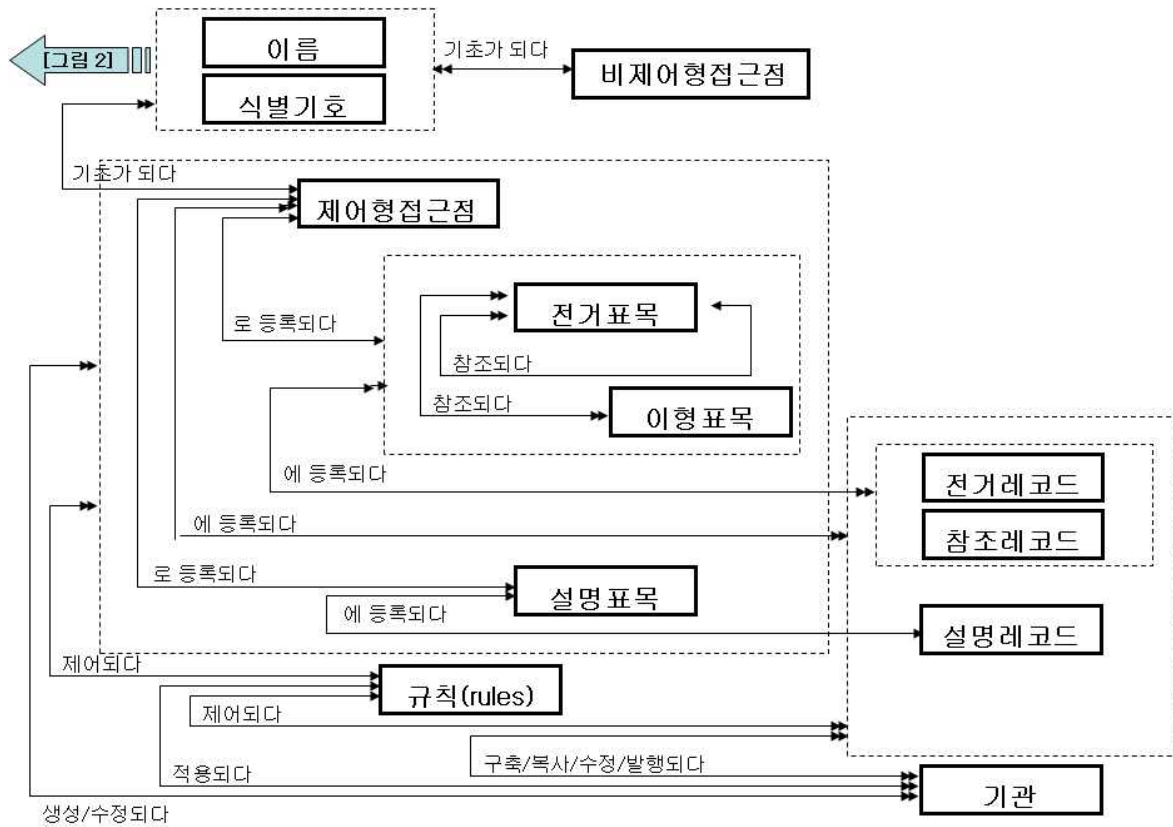 [그림 2]
이름
식별기호
기초가 되다
비제어형접근점
기초가 되다
제어형접근점
로 등록되다
전거표목
참조되다
참조되다
이형표목
에 등록되다
전거레코드
에 등록되다
참조레코드
로 등록되다
설명표목
에 등록되다
설명레코드
제어되다
규칙(rules)
제어되다
구축/복사/수정/발행되다
적용되다
기관
생성/수정되다